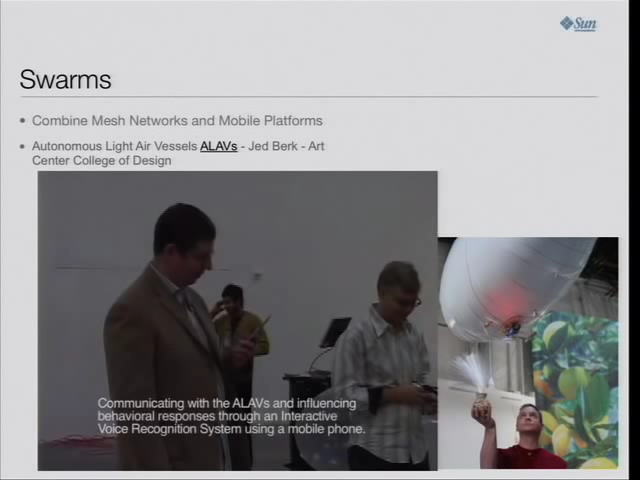 Sun
Swarms
• Combine Mesh Networks and Mobile Platforms
• Autonomous Light Air Vessels ALAVs - Jed Berk - Art
Center College of Design
Communicating with the ALAVs and influencing
behavioral responses through an Interactive
Voice Recognition System using a mobile phone.